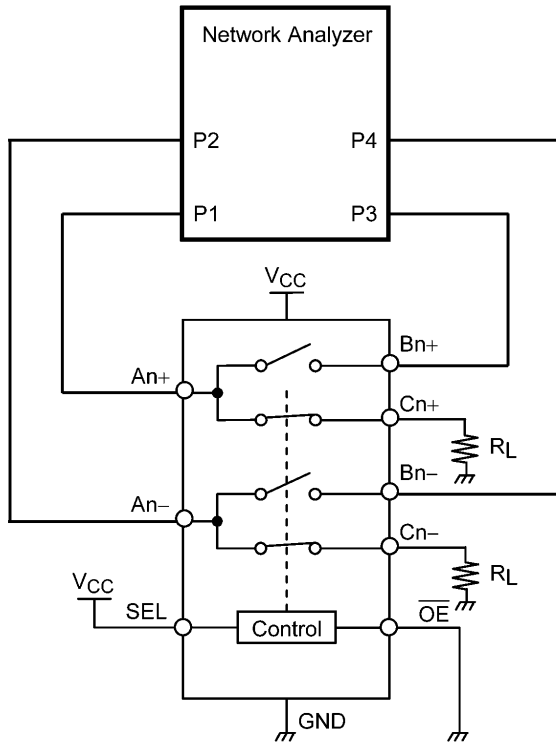 Network Analyzer
P2
P4
P1
P3
VCC
Bn+
An+
Cn+
RL
Bn−
An−
Cn−
VCC
RL
SEL
Control
OE
GND